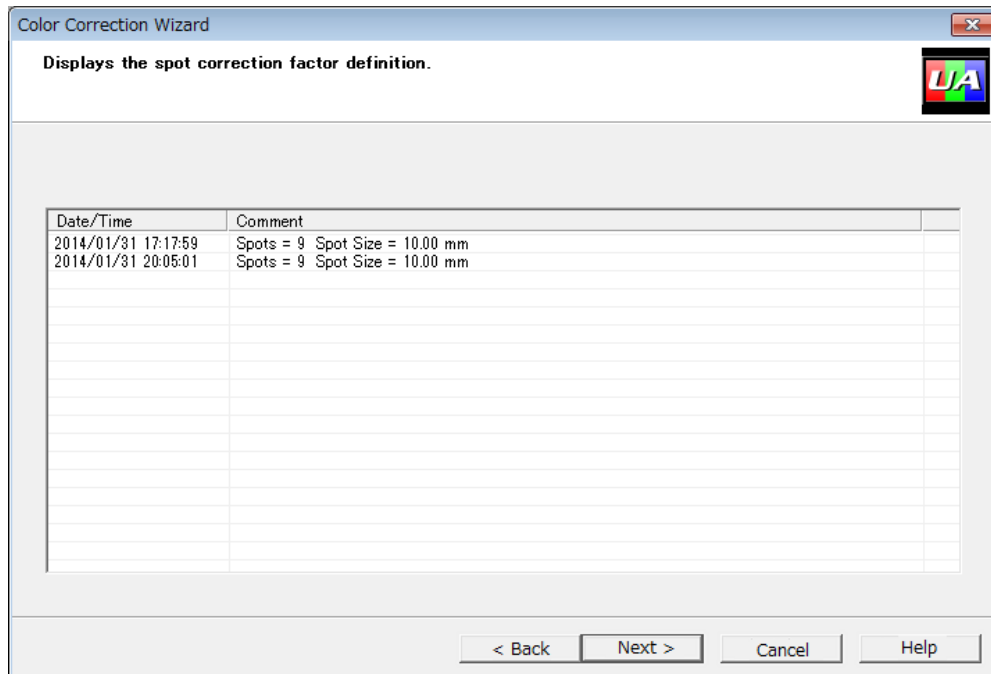 Color Correction Wizard
Displays the spot correction factor definition.
UA
Date/Time Comment
2014/01/31 17:17:59 Spots = 9 Spot Size = 10.00 mm
2014/01/31 20:05:01 Spots = 9 Spot Size = 10.00 mm
< Back Next > Cancel Help